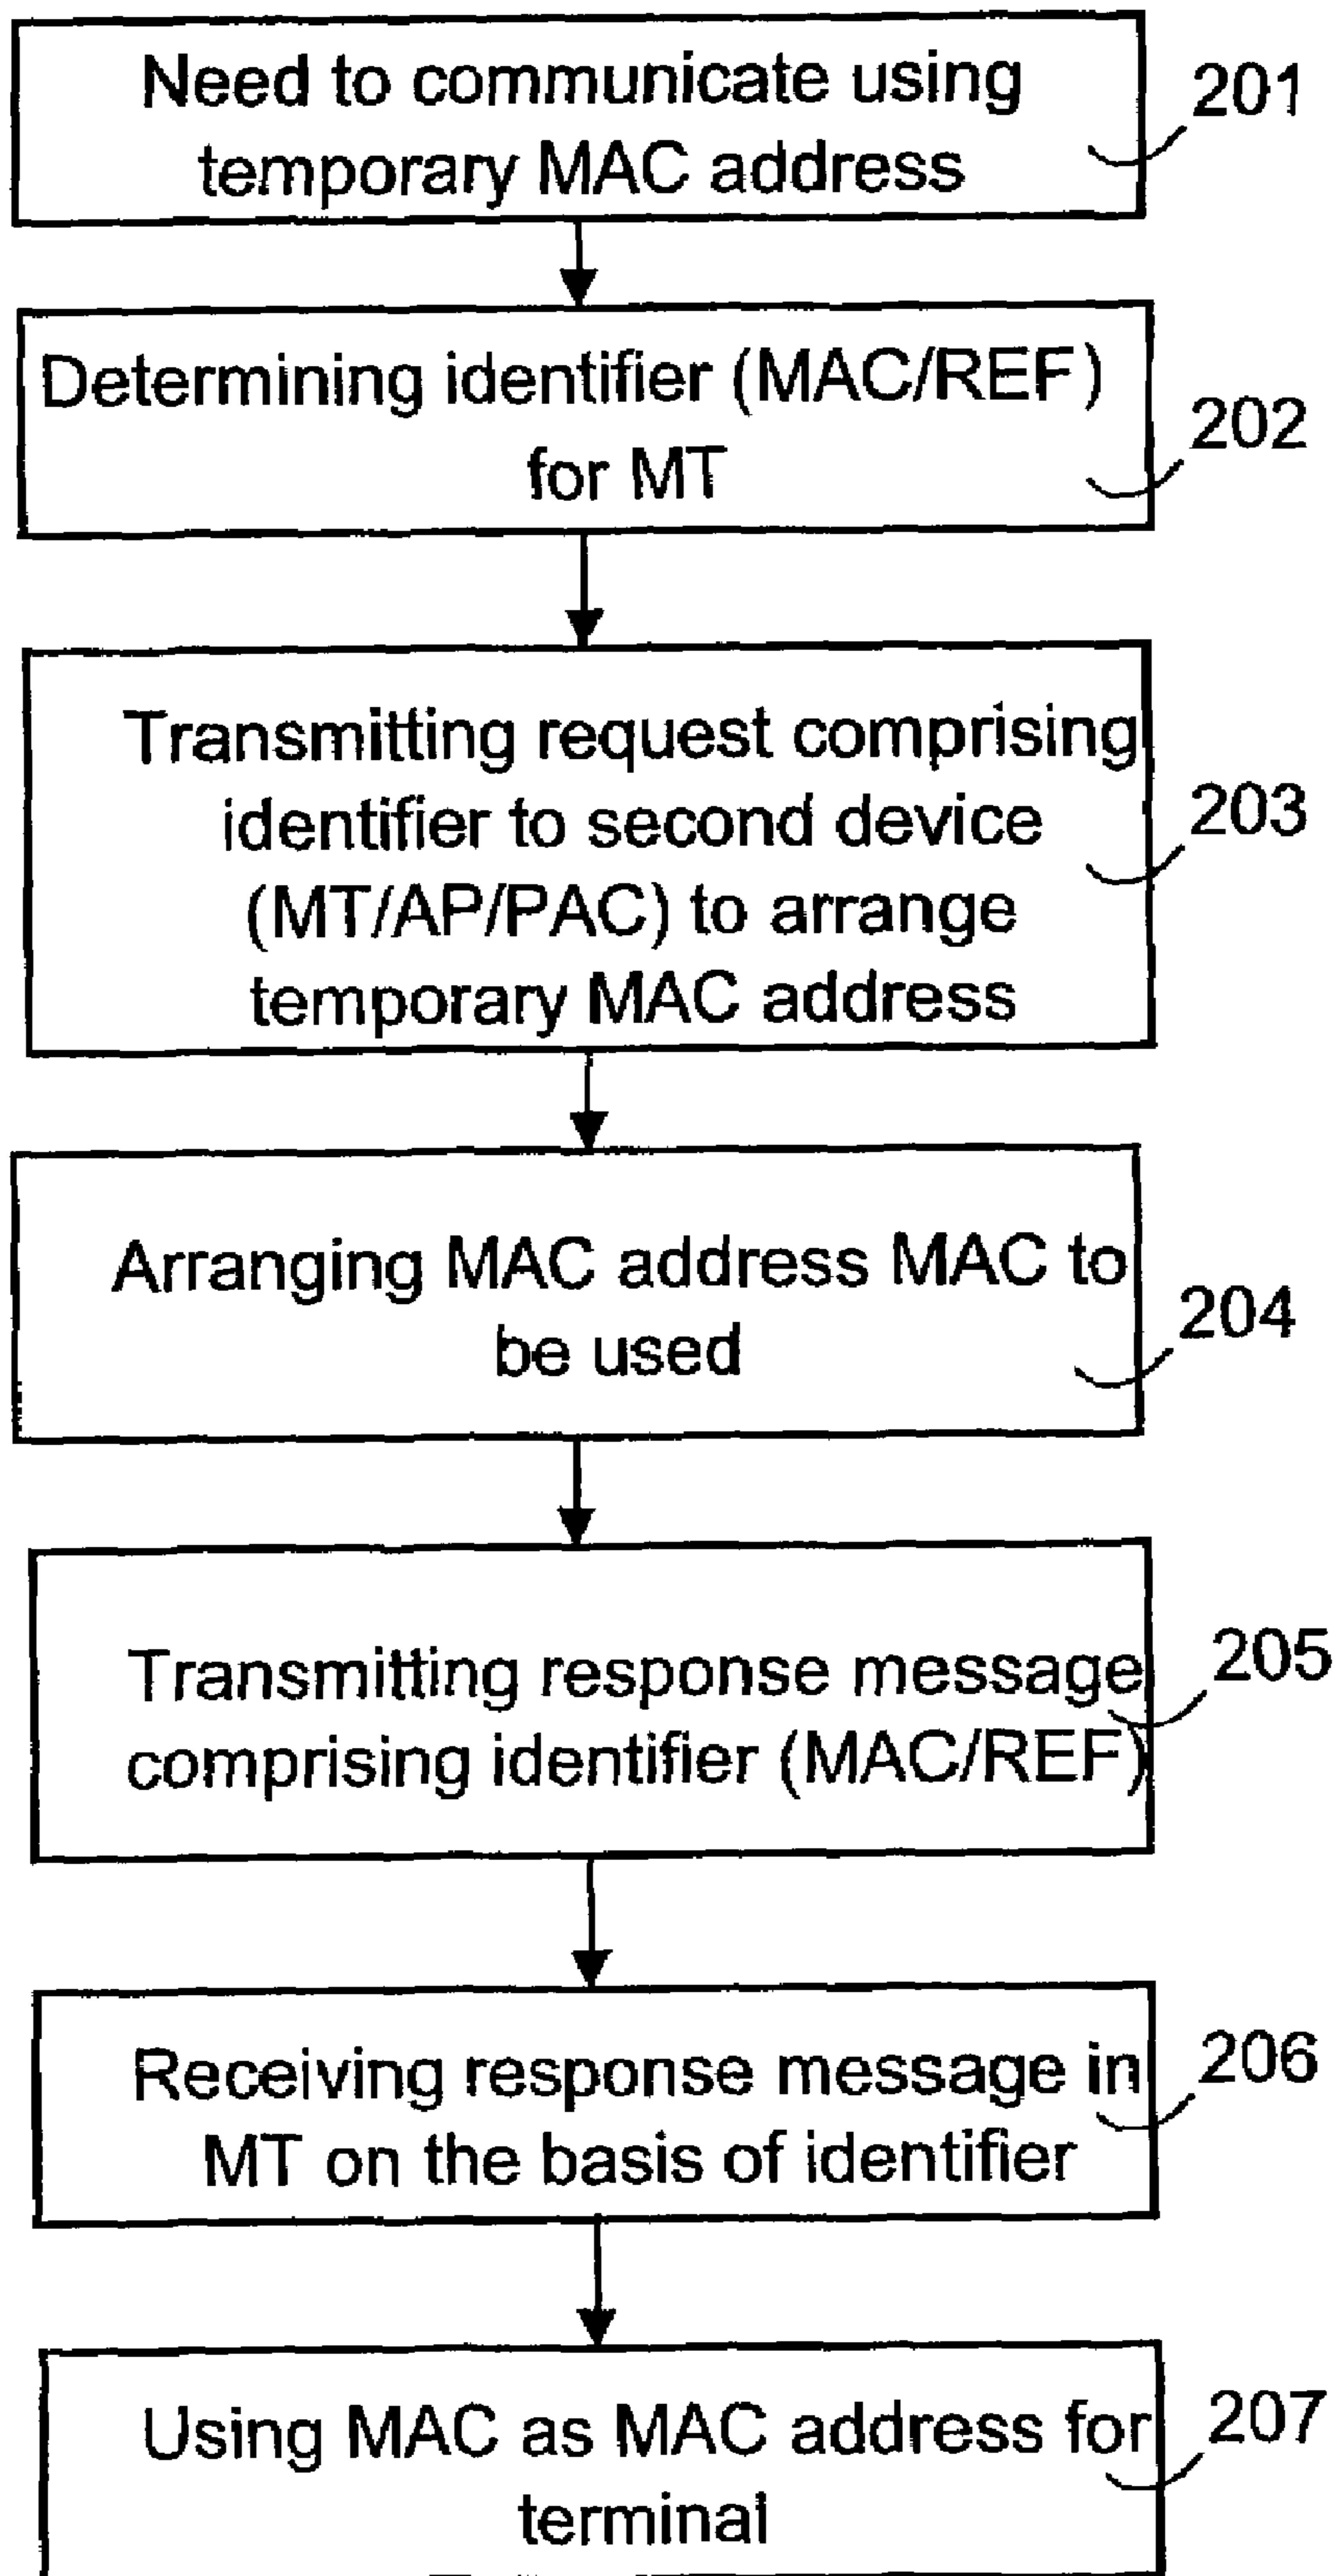 Need to communicate using
temporary MAC address
201
Determining identifier (MAC/REF)
for MT
202
Transmitting request comprising
identifier to second device
(MT/AP/PAC) to arrange
temporary MAC address
203
Arranging MAC address MAC to
be used
204
Transmitting response message
comprising identifier (MAC/REF)
205
Receiving response message in
MT on the basis of identifier
206
Using MAC as MAC address for
terminal
207